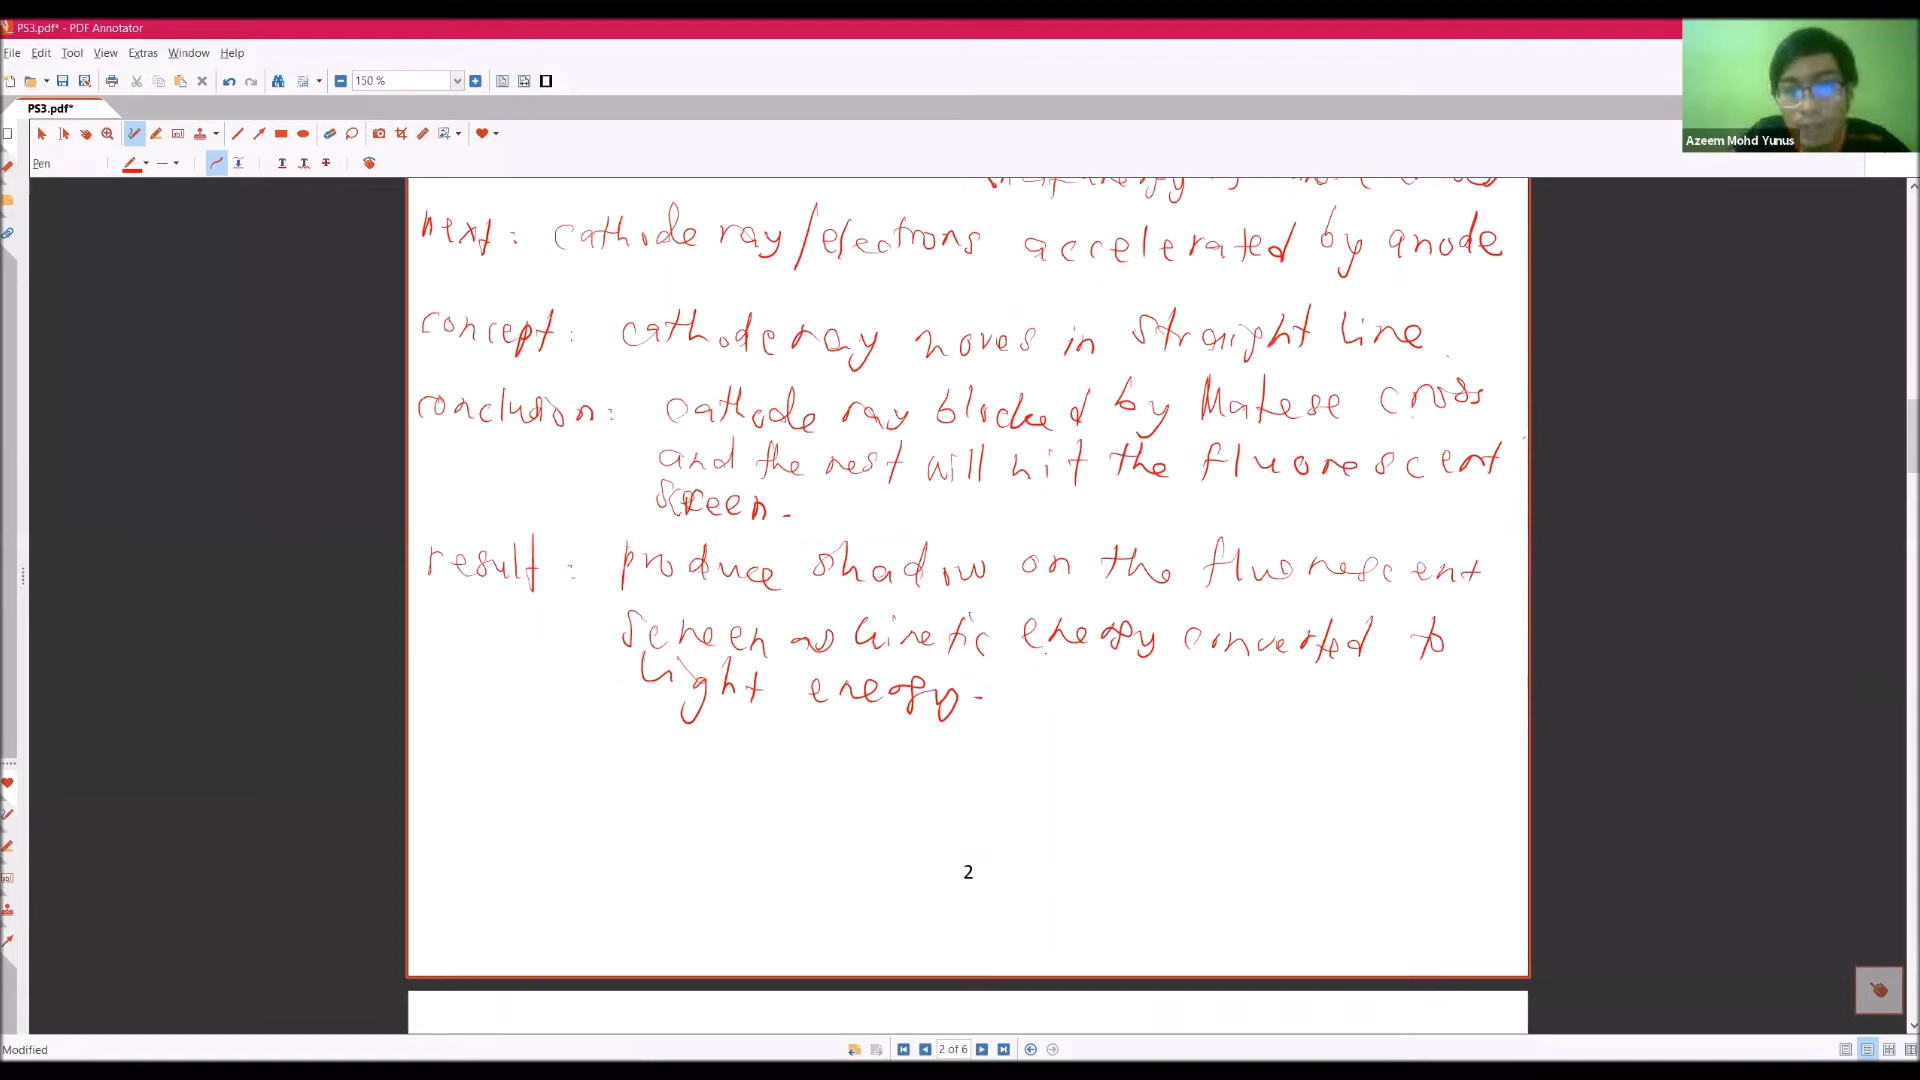 PS3.pdf* - PDF Annotator
File Edit Tool View Extras Window Help
150 %
PS3.pdf*
Pen
Azeem Mohd Yunus
next: cathode ray/electrons accelerated by anode
concept: cathode ray moves in straight line
conclusion: cathode ray blocked by Maltese cross
and the rest will hit the fluorescent
screen.
result: produce shadow on the fluorescent
screen as kinetic energy converted to
light energy.
2
Modified
2 of 6